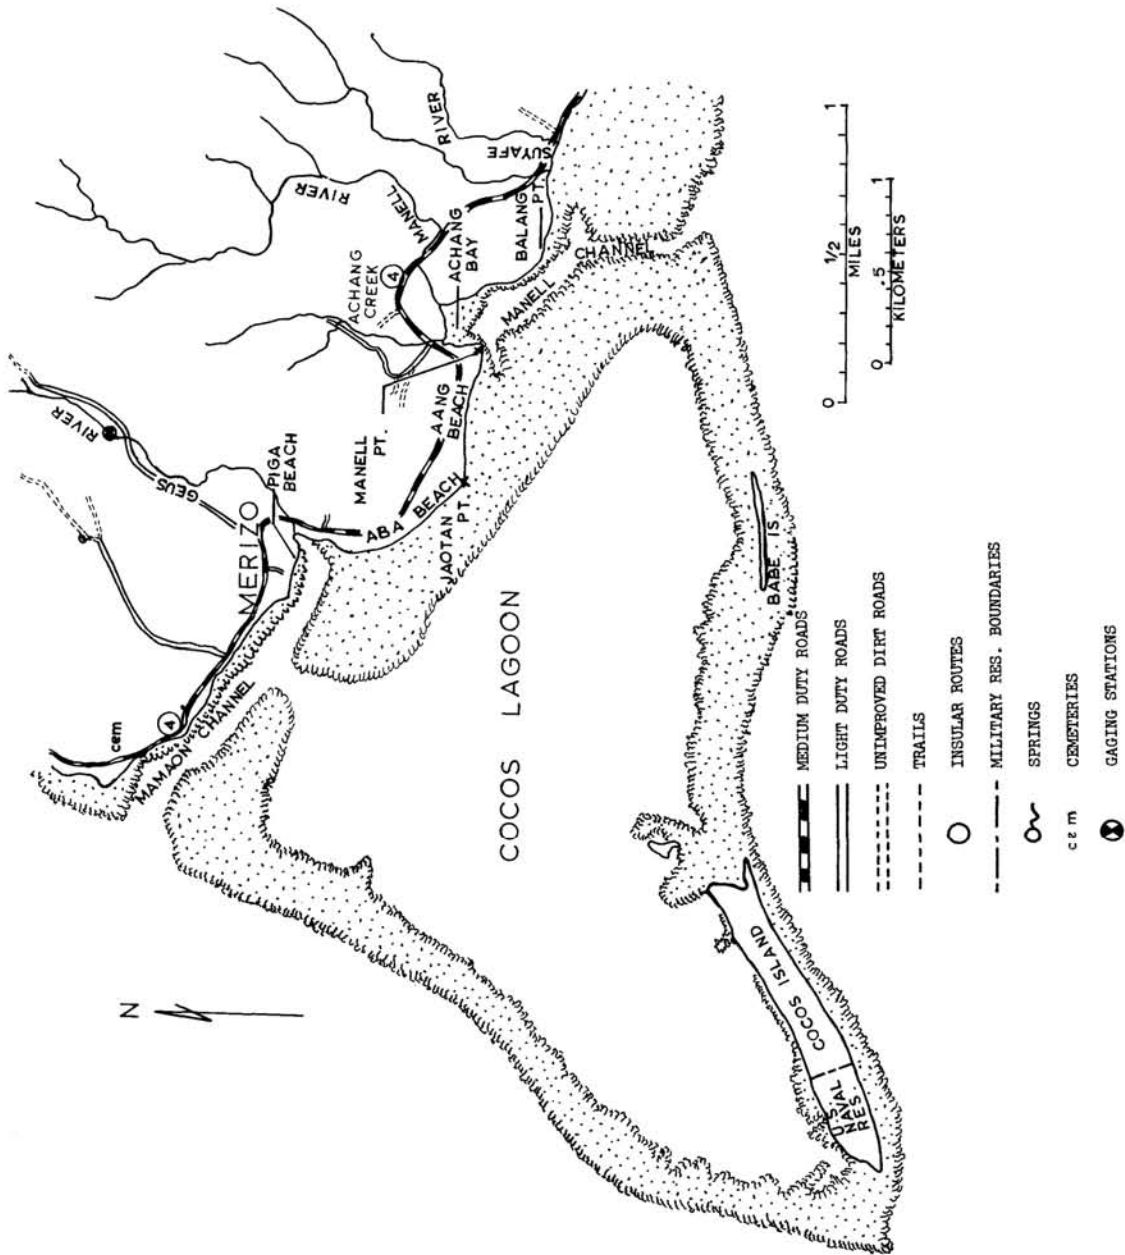 N
cem
4
MAMAON CHANNEL
MERIZO
GEUS
RIVER
PIGA
BEACH
ABA BEACH
JAOTAN
PT.
MANELL
PT.
AANG
BEACH
ACHANG
CREEK
4
ACHANG
BAY
MANELL
RIVER
BALANG
PT.
SUYAFE
RIVER
MANELL
CHANNEL
COCOS LAGOON
BABE IS
COCOS ISLAND
US
NAVAL
RES
0 1/2 1
MILES
0 .5 1
KILOMETERS
MEDIUM DUTY ROADS
LIGHT DUTY ROADS
UNIMPROVED DIRT ROADS
TRAILS
INSULAR ROUTES
MILITARY RES. BOUNDARIES
SPRINGS
cem CEMETERIES
GAGING STATIONS